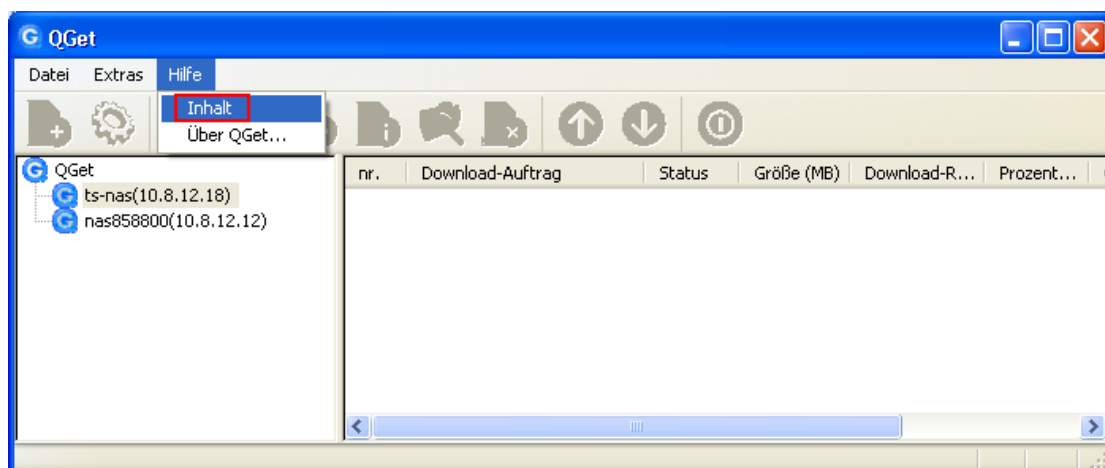 QGet
Datei Extras Hilfe
Inhalt
Über QGet...
QGet
ts-nas(10.8.12.18)
nas858800(10.8.12.12)
nr. Download-Auftrag Status Größe (MB) Download-R... Prozent...